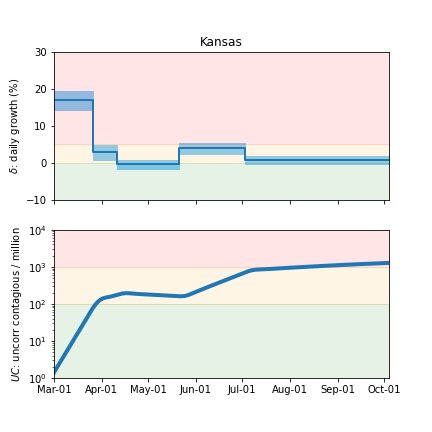 Kansas
δ: daily growth (%)
30
20
10
0
−10
UC: uncorr contagious / million
10⁴
10³
10²
10¹
10⁰
Mar-01 Apr-01 May-01 Jun-01 Jul-01 Aug-01 Sep-01 Oct-01